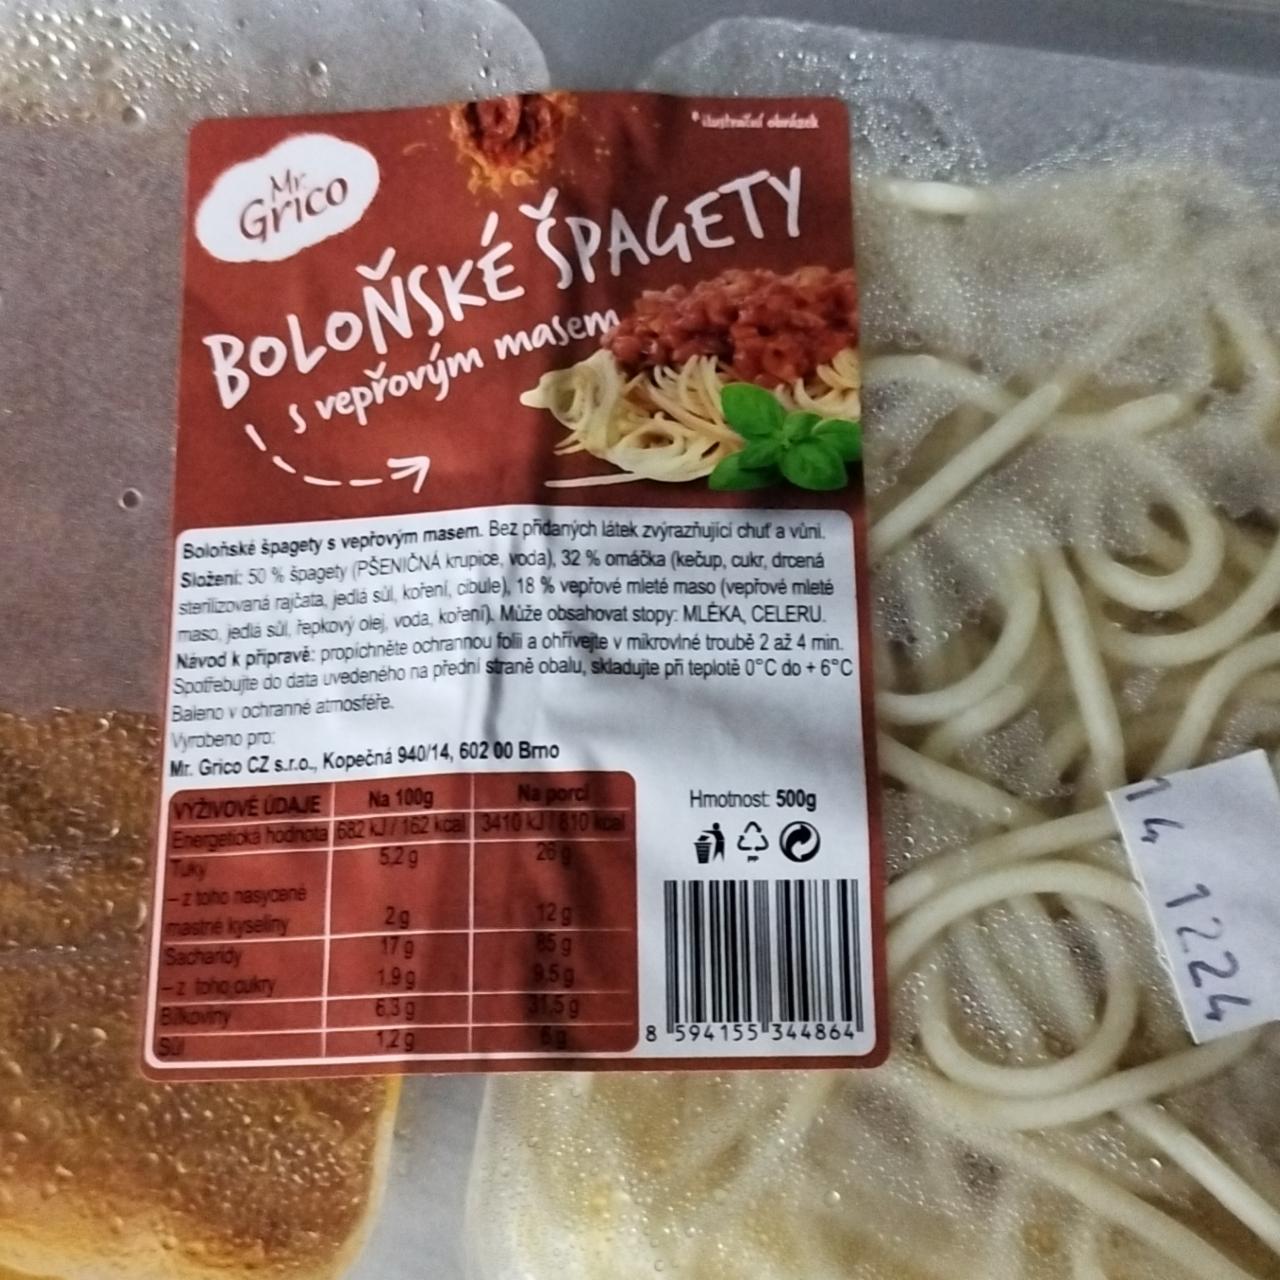 *ilustrační obrázek
Mr.
Grico
BOLOŇSKÉ ŠPAGETY
s vepřovým masem
Boloňské špagety s vepřovým masem. Bez přidaných látek zvýrazňující chuť a vůni.
Složení: 50 % špagety (PŠENIČNÁ krupice, voda), 32 % omáčka (kečup, cukr, drcená
sterilizovaná rajčata, jedlá sůl, koření, cibule), 18 % vepřové mleté maso (vepřové mleté
maso, jedlá sůl, řepkový olej, voda, koření). Může obsahovat stopy: MLÉKA, CELERU.
Návod k přípravě: propíchněte ochrannou folii a ohřívejte v mikrovlné troubě 2 až 4 min.
Spotřebujte do data uvedeného na přední straně obalu, skladujte při teplotě 0°C do + 6°C
Baleno v ochranné atmosféře.
Vyrobeno pro:
Mr. Grico CZ s.r.o., Kopečná 940/14, 602 00 Brno
VÝŽIVOVÉ ÚDAJE Na 100g Na porci
Energetická hodnota 682 kJ / 162 kcal 3410 kJ / 810 kcal
Tuky 5,2 g 26 g
– z toho nasycené
mastné kyseliny 2 g 12 g
Sacharidy 17 g 85 g
– z toho cukry 1,9 g 9,5 g
Bílkoviny 6,3 g 31,5 g
Sůl 1,2 g 6 g
Hmotnost: 500g
PP
8 594155 344864
14 12 24